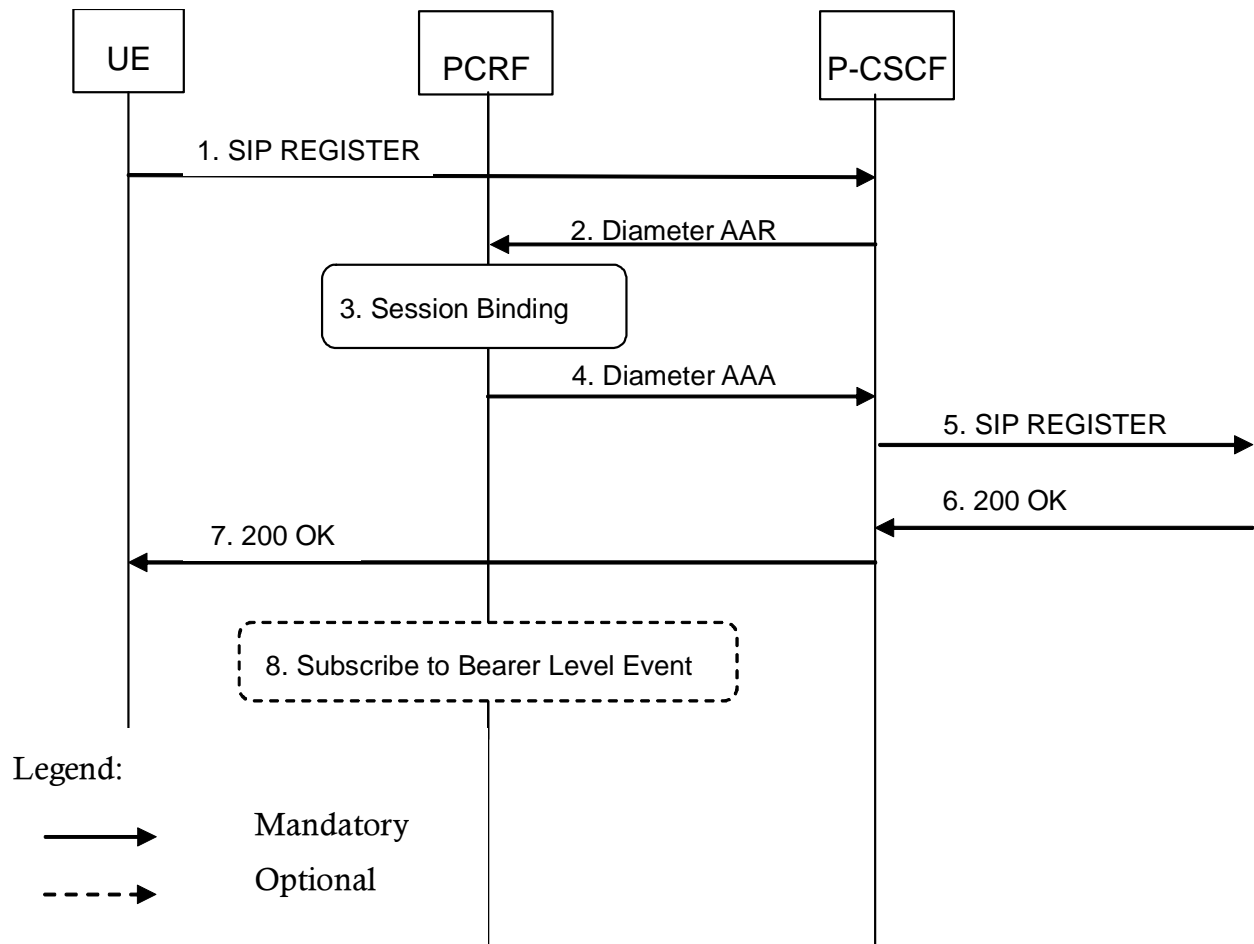 UE
PCRF
P-CSCF
1. SIP REGISTER
2. Diameter AAR
3. Session Binding
4. Diameter AAA
5. SIP REGISTER
6. 200 OK
7. 200 OK
8. Subscribe to Bearer Level Event
Legend:
Mandatory
Optional